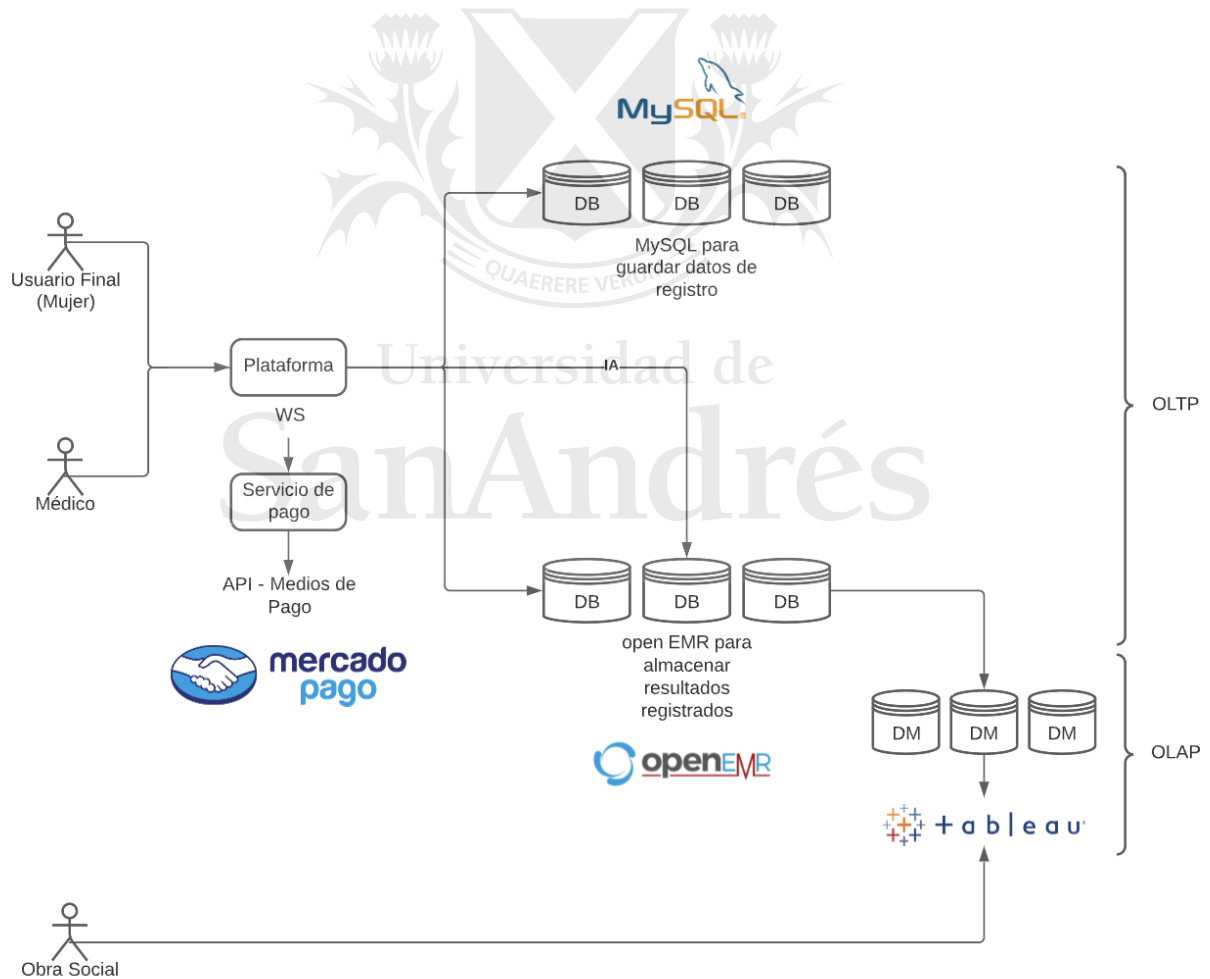 MySQL
DB
DB
DB
MySQL para
guardar datos de
registro
QUAERERE VERUM
Usuario Final
(Mujer)
Plataforma
IA
Universidad de
SanAndrés
OLTP
WS
Médico
Servicio de
pago
API - Medios de
Pago
DB
DB
DB
mercado
pago
open EMR para
almacenar
resultados
registrados
openEMR
DM
DM
DM
OLAP
+ableau
Obra Social